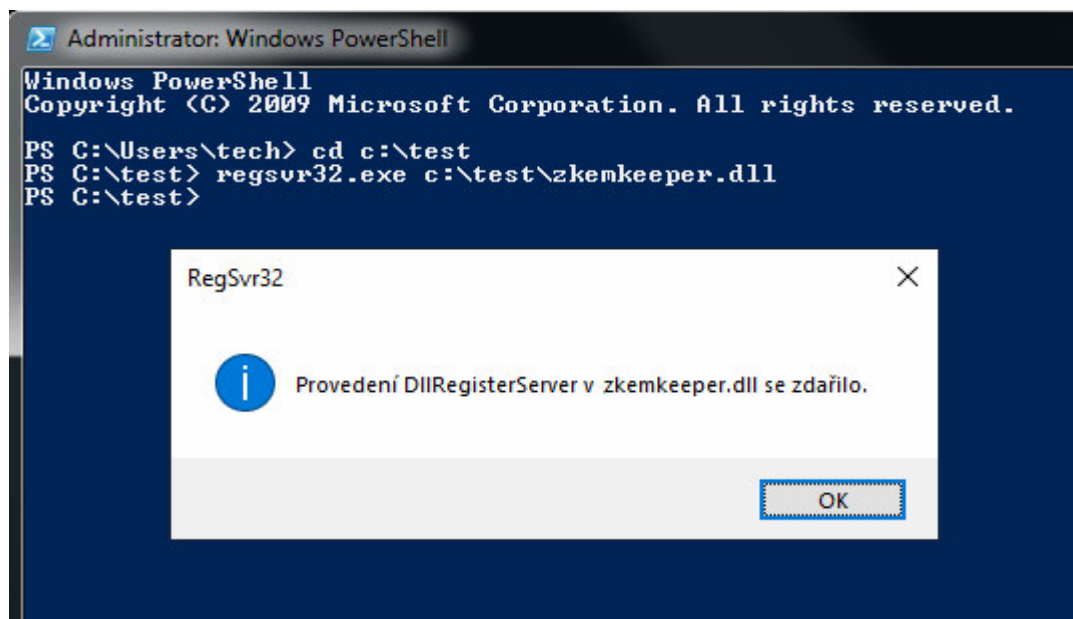 Administrator: Windows PowerShell
Windows PowerShell
Copyright (C) 2009 Microsoft Corporation. All rights reserved.
PS C:\Users\tech> cd c:\test
PS C:\test> regsvr32.exe c:\test\zkemkeeper.dll
PS C:\test>
RegSvr32
Provedení DllRegisterServer v zkemkeeper.dll se zdařilo.
OK